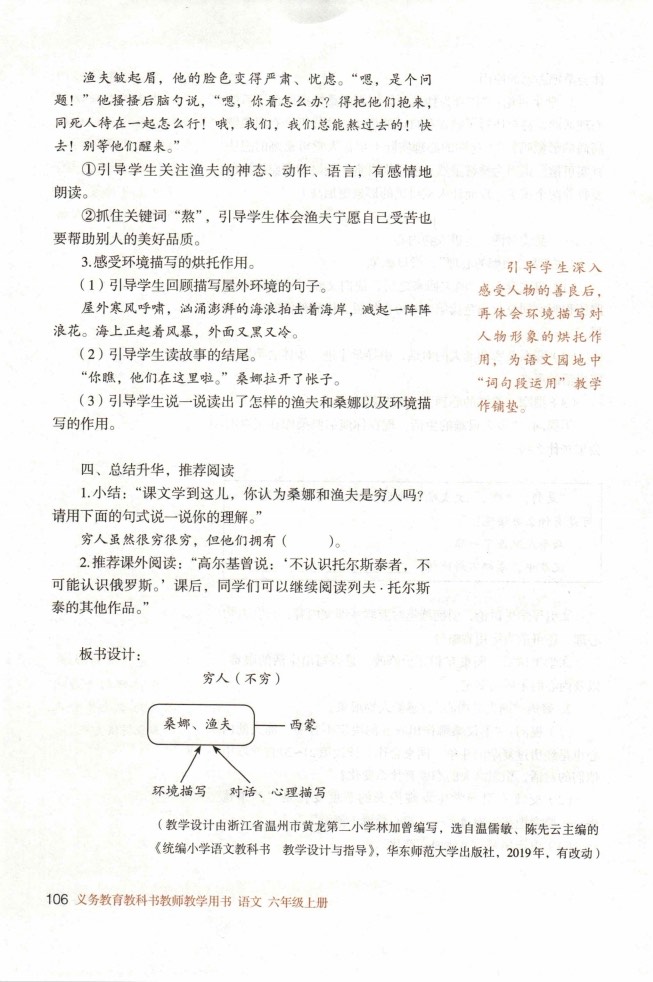 渔夫皱起眉，他的脸色变得严肃、忧虑。“嗯，是个问
题！”他搔搔后脑勺说，“嗯，你看怎么办？得把他们抱来，
同死人待在一起怎么行！哦，我们，我们总能熬过去的！快
去！别等他们醒来。”
①引导学生关注渔夫的神态、动作、语言，有感情地
朗读。
②抓住关键词“熬”，引导学生体会渔夫宁愿自己受苦也
要帮助别人的美好品质。
3.感受环境描写的烘托作用。
（1）引导学生回顾描写屋外环境的句子。
屋外寒风呼啸，汹涌澎湃的海浪拍击着海岸，溅起一阵阵
浪花。海上正起着风暴，外面又黑又冷。
（2）引导学生读故事的结尾。
“你瞧，他们在这里啦。”桑娜拉开了帐子。
（3）引导学生说一说读出了怎样的渔夫和桑娜以及环境描
写的作用。
引导学生深入
感受人物的善良后，
再体会环境描写对
人物形象的烘托作
用，为语文园地中
“词句段运用”教学
作铺垫。
四、总结升华，推荐阅读
1.小结：“课文学到这儿，你认为桑娜和渔夫是穷人吗？
请用下面的句式说一说你的理解。”
穷人虽然很穷很穷，但他们拥有（　　）。
2.推荐课外阅读：“高尔基曾说：‘不认识托尔斯泰者，不
可能认识俄罗斯。’课后，同学们可以继续阅读列夫·托尔斯
泰的其他作品。”
板书设计：
穷人（不穷）
桑娜、渔夫 西蒙
环境描写 对话、心理描写
（教学设计由浙江省温州市黄龙第二小学林加曾编写，选自温儒敏、陈先云主编的
《统编小学语文教科书　教学设计与指导》，华东师范大学出版社，2019年，有改动）
106 义务教育教科书教师教学用书 语文 六年级上册